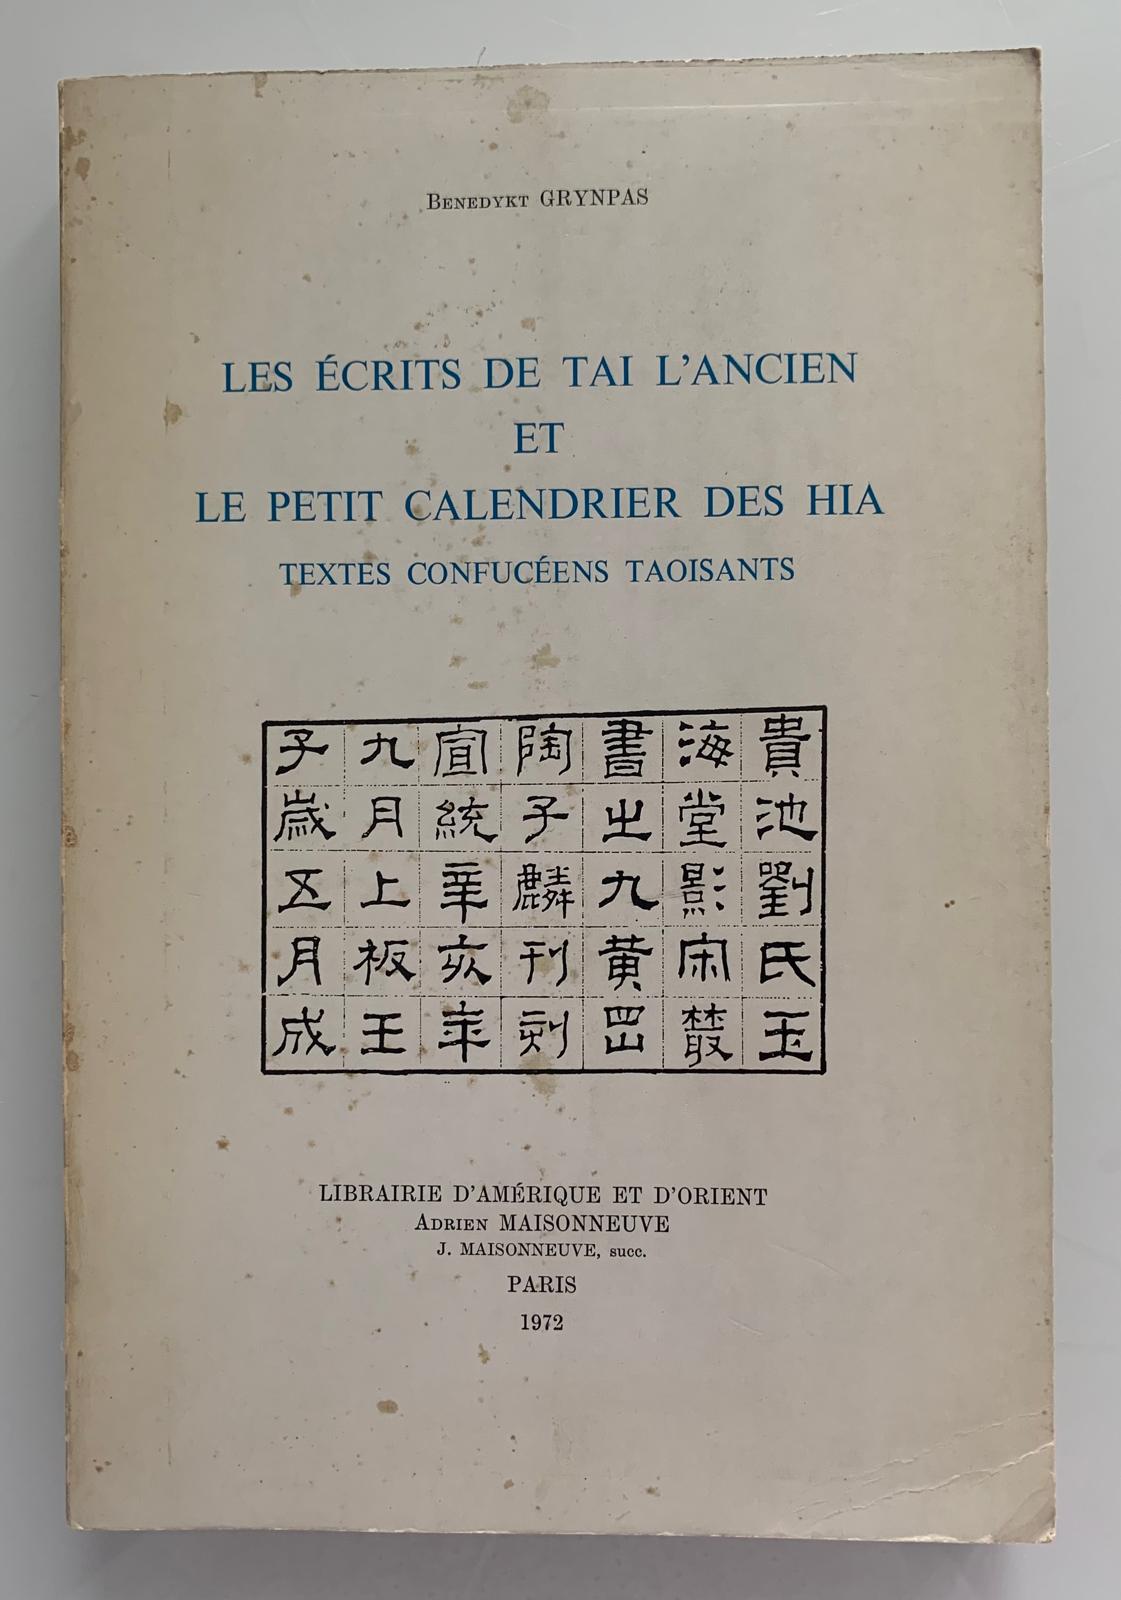 BENEDYKT GRYNPAS
LES ÉCRITS DE TAI L'ANCIEN
ET
LE PETIT CALENDRIER DES HIA
TEXTES CONFUCÉENS TAOISANTS
貴池劉氏玉
海堂影宋叢
書之九黃岡
陶子麟刊刻
宣統辛亥年
九月上板壬
子歲五月成
LIBRAIRIE D'AMÉRIQUE ET D'ORIENT
ADRIEN MAISONNEUVE
J. MAISONNEUVE, succ.
PARIS
1972